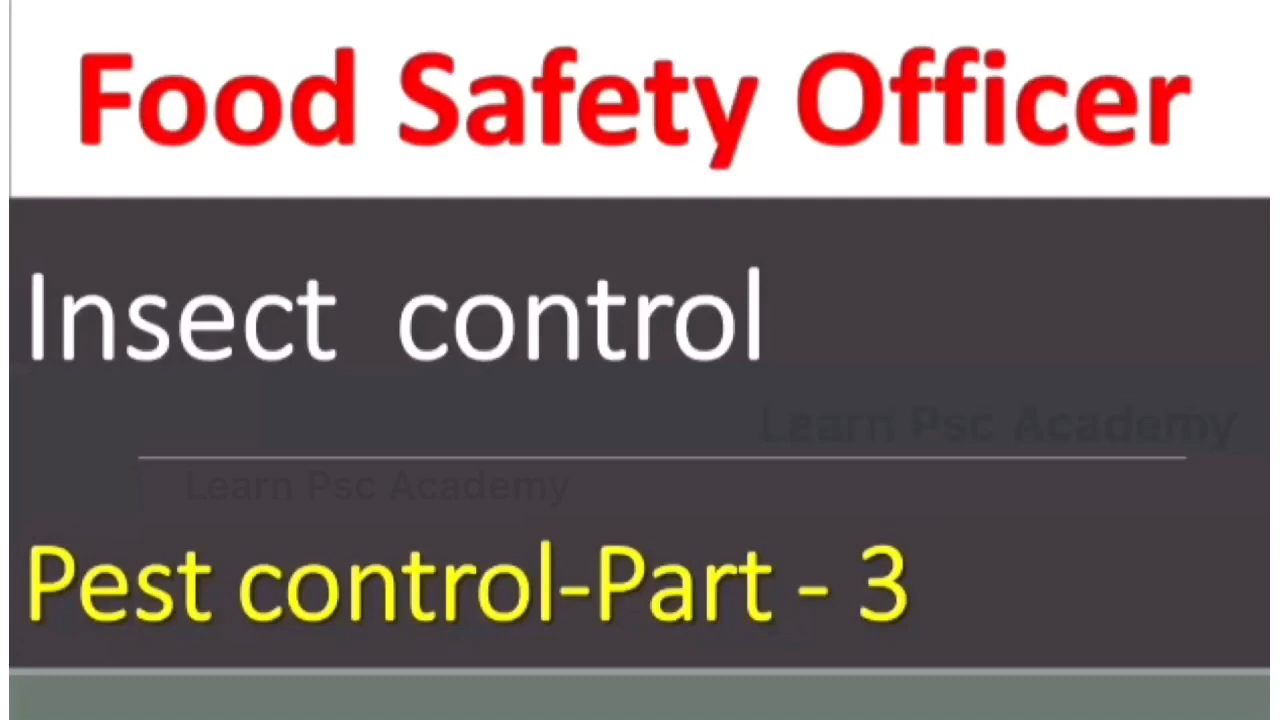 Food Safety Officer
Insect control
Learn Psc Academy
Learn Psc Academy
Pest control-Part - 3